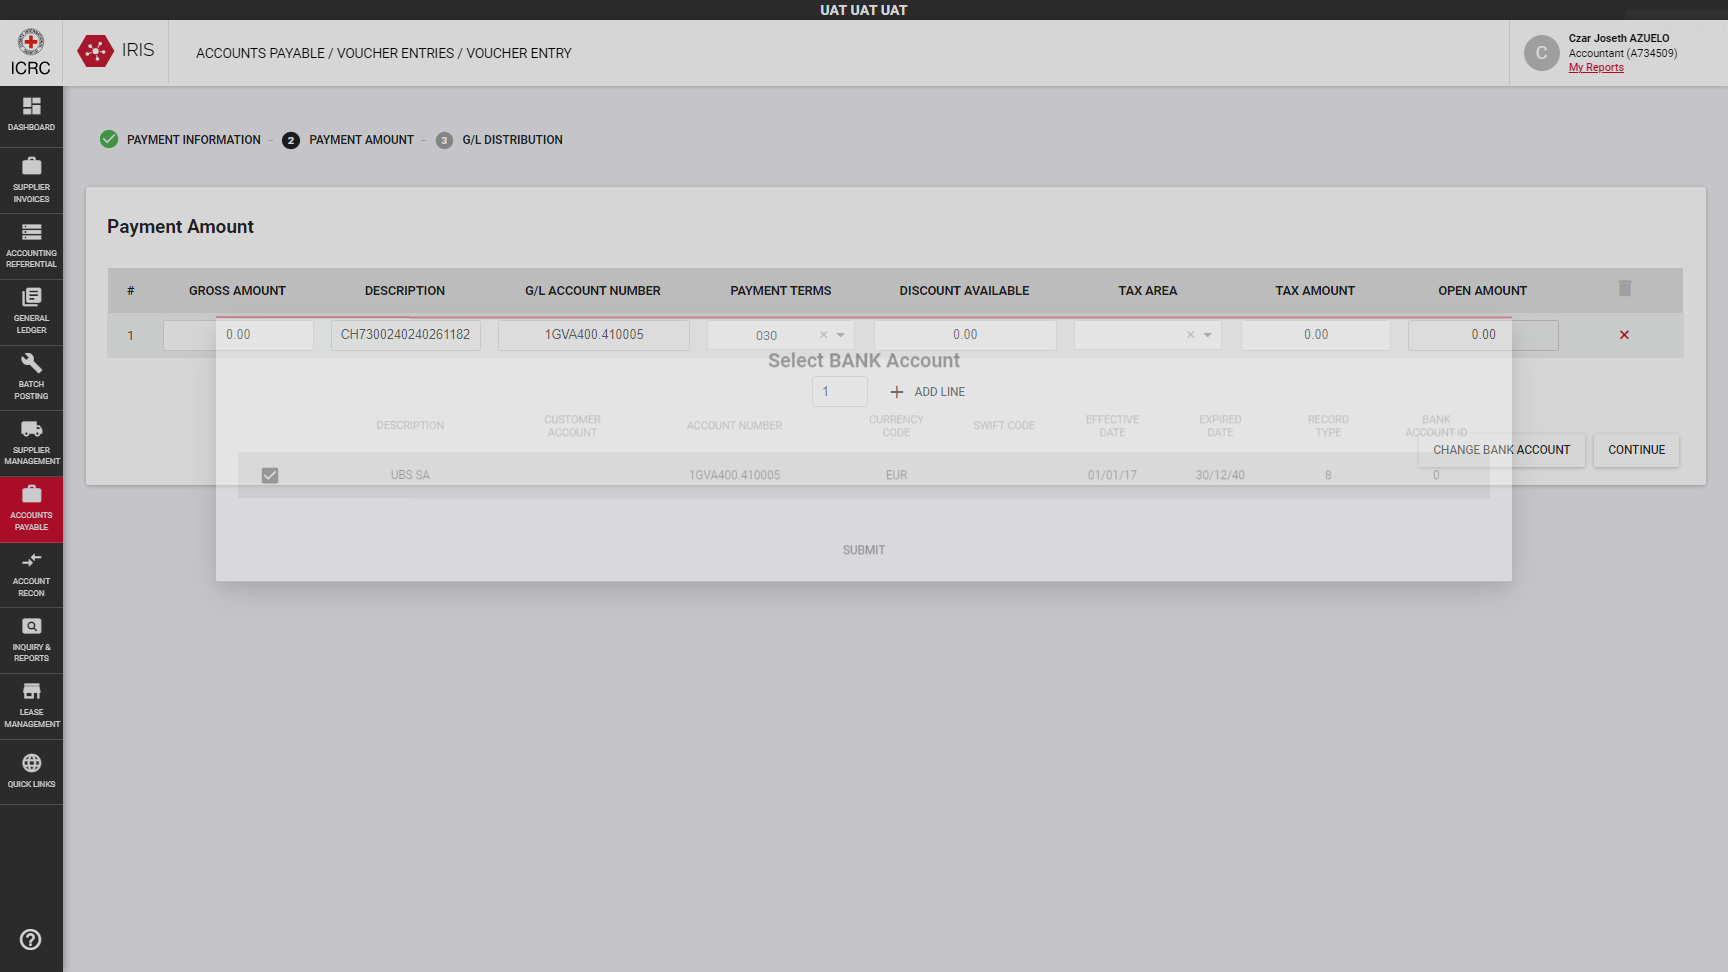 UAT UAT UAT
ICRC
IRIS
ACCOUNTS PAYABLE / VOUCHER ENTRIES / VOUCHER ENTRY
C
Czar Joseth AZUELO
Accountant (A734509)
My Reports
DASHBOARD
SUPPLIER
INVOICES
ACCOUNTING
REFERENTIAL
GENERAL
LEDGER
BATCH
POSTING
SUPPLIER
MANAGEMENT
ACCOUNTS
PAYABLE
ACCOUNT
RECON
INQUIRY &
REPORTS
LEASE
MANAGEMENT
QUICK LINKS
PAYMENT INFORMATION - 2 PAYMENT AMOUNT - 3 G/L DISTRIBUTION
Payment Amount
# GROSS AMOUNT DESCRIPTION G/L ACCOUNT NUMBER PAYMENT TERMS DISCOUNT AVAILABLE TAX AREA TAX AMOUNT OPEN AMOUNT
1 0.00 CH7300240240261182 1GVA400.410005 030 0.00 0.00 0.00
Select BANK Account
1 ADD LINE
DESCRIPTION CUSTOMER ACCOUNT ACCOUNT NUMBER CURRENCY CODE SWIFT CODE EFFECTIVE DATE EXPIRED DATE RECORD TYPE BANK ACCOUNT ID
CHANGE BANK ACCOUNT CONTINUE
UBS SA 1GVA400.410005 EUR 01/01/17 30/12/40 8 0
SUBMIT